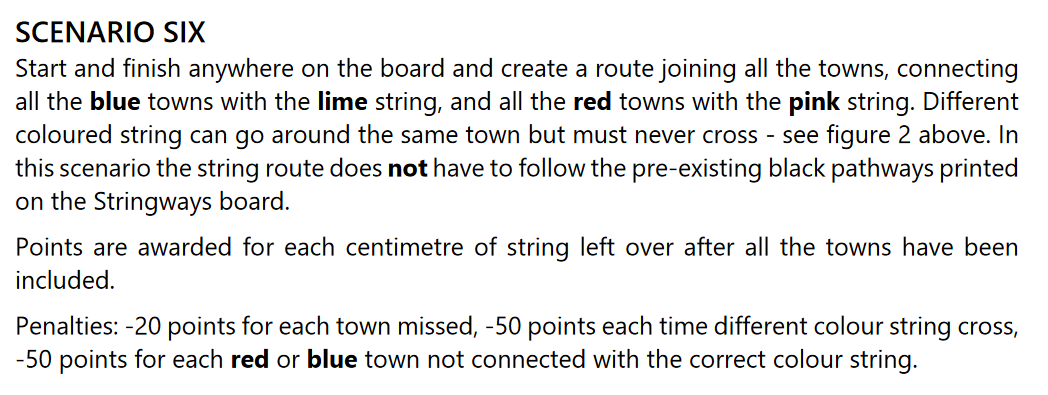 SCENARIO SIX
Start and finish anywhere on the board and create a route joining all the towns, connecting
all the blue towns with the lime string, and all the red towns with the pink string. Different
coloured string can go around the same town but must never cross - see figure 2 above. In
this scenario the string route does not have to follow the pre-existing black pathways printed
on the Stringways board.
Points are awarded for each centimetre of string left over after all the towns have been
included.
Penalties: -20 points for each town missed, -50 points each time different colour string cross,
-50 points for each red or blue town not connected with the correct colour string.